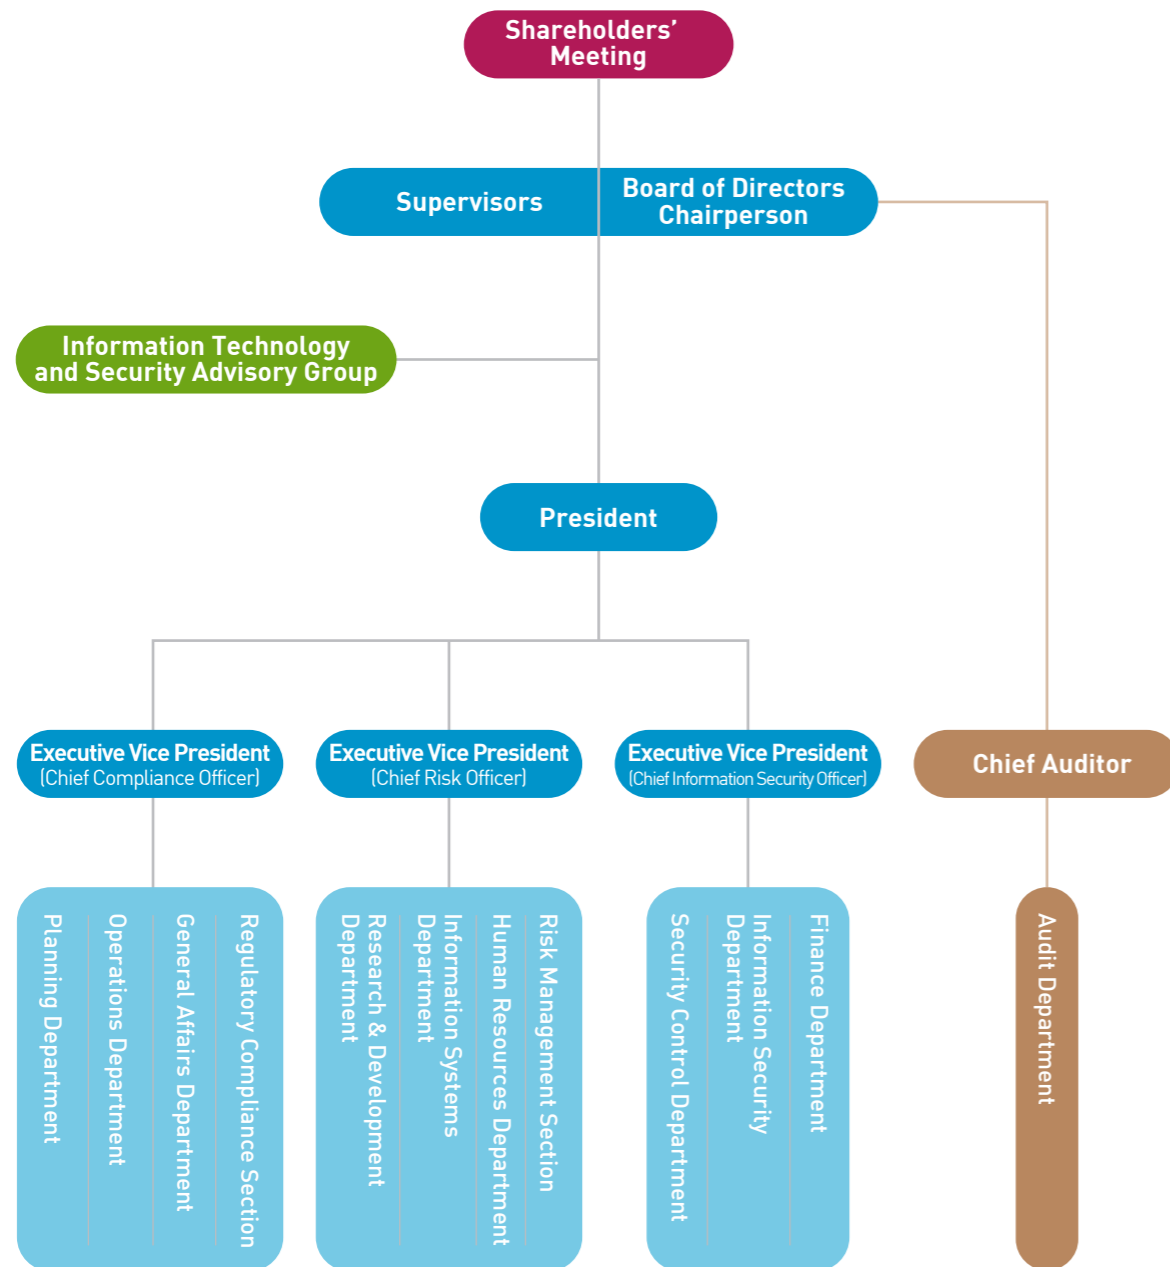 Shareholders'
Meeting
Supervisors
Board of Directors
Chairperson
Information Technology
and Security Advisory Group
President
Executive Vice President
(Chief Compliance Officer)
Executive Vice President
(Chief Risk Officer)
Executive Vice President
(Chief Information Security Officer)
Chief Auditor
Planning Department
Operations Department
General Affairs Department
Regulatory Compliance Section
Research & Development
Department
Information Systems
Department
Human Resources Department
Risk Management Section
Security Control Department
Information Security
Department
Finance Department
Audit Department